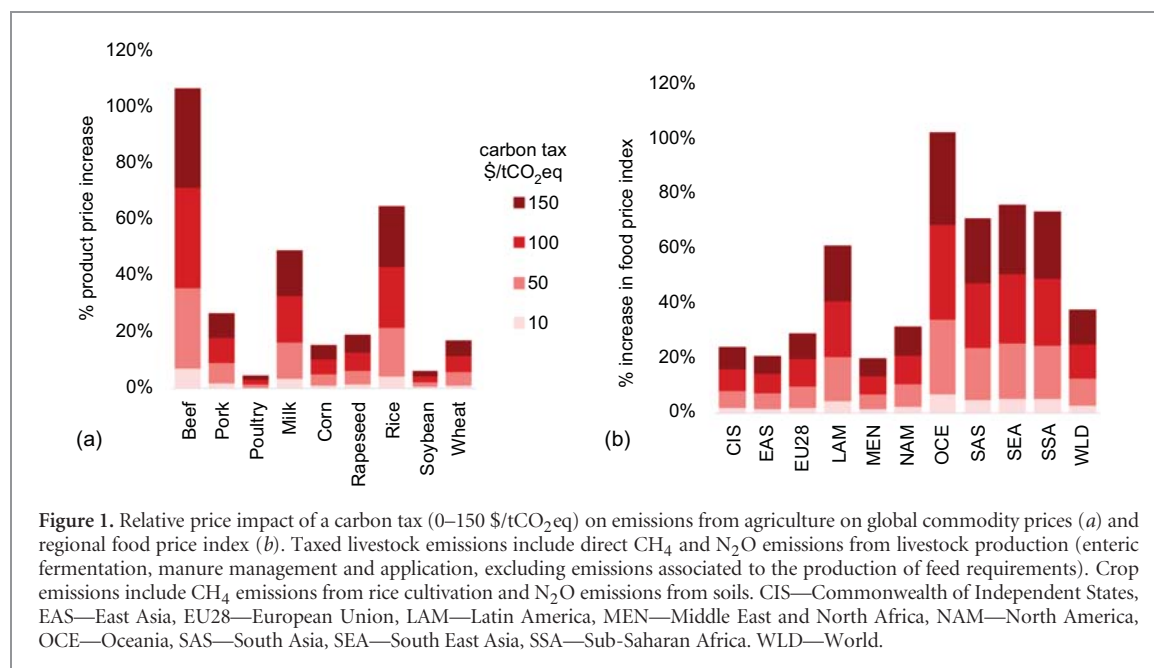 120%
100%
80%
60%
40%
20%
0%
% product price increase
carbon tax
$/tCO₂eq
150
100
50
10
Beef
Pork
Poultry
Milk
Corn
Rapeseed
Rice
Soybean
Wheat
(a)
120%
100%
80%
60%
40%
20%
0%
% increase in food price index
CIS
EAS
EU28
LAM
MEN
NAM
OCE
SAS
SEA
SSA
WLD
(b)
Figure 1. Relative price impact of a carbon tax (0–150 $/tCO₂eq) on emissions from agriculture on global commodity prices (a) and
regional food price index (b). Taxed livestock emissions include direct CH₄ and N₂O emissions from livestock production (enteric
fermentation, manure management and application, excluding emissions associated to the production of feed requirements). Crop
emissions include CH₄ emissions from rice cultivation and N₂O emissions from soils. CIS—Commonwealth of Independent States,
EAS—East Asia, EU28—European Union, LAM—Latin America, MEN—Middle East and North Africa, NAM—North America,
OCE—Oceania, SAS—South Asia, SEA—South East Asia, SSA—Sub-Saharan Africa. WLD—World.